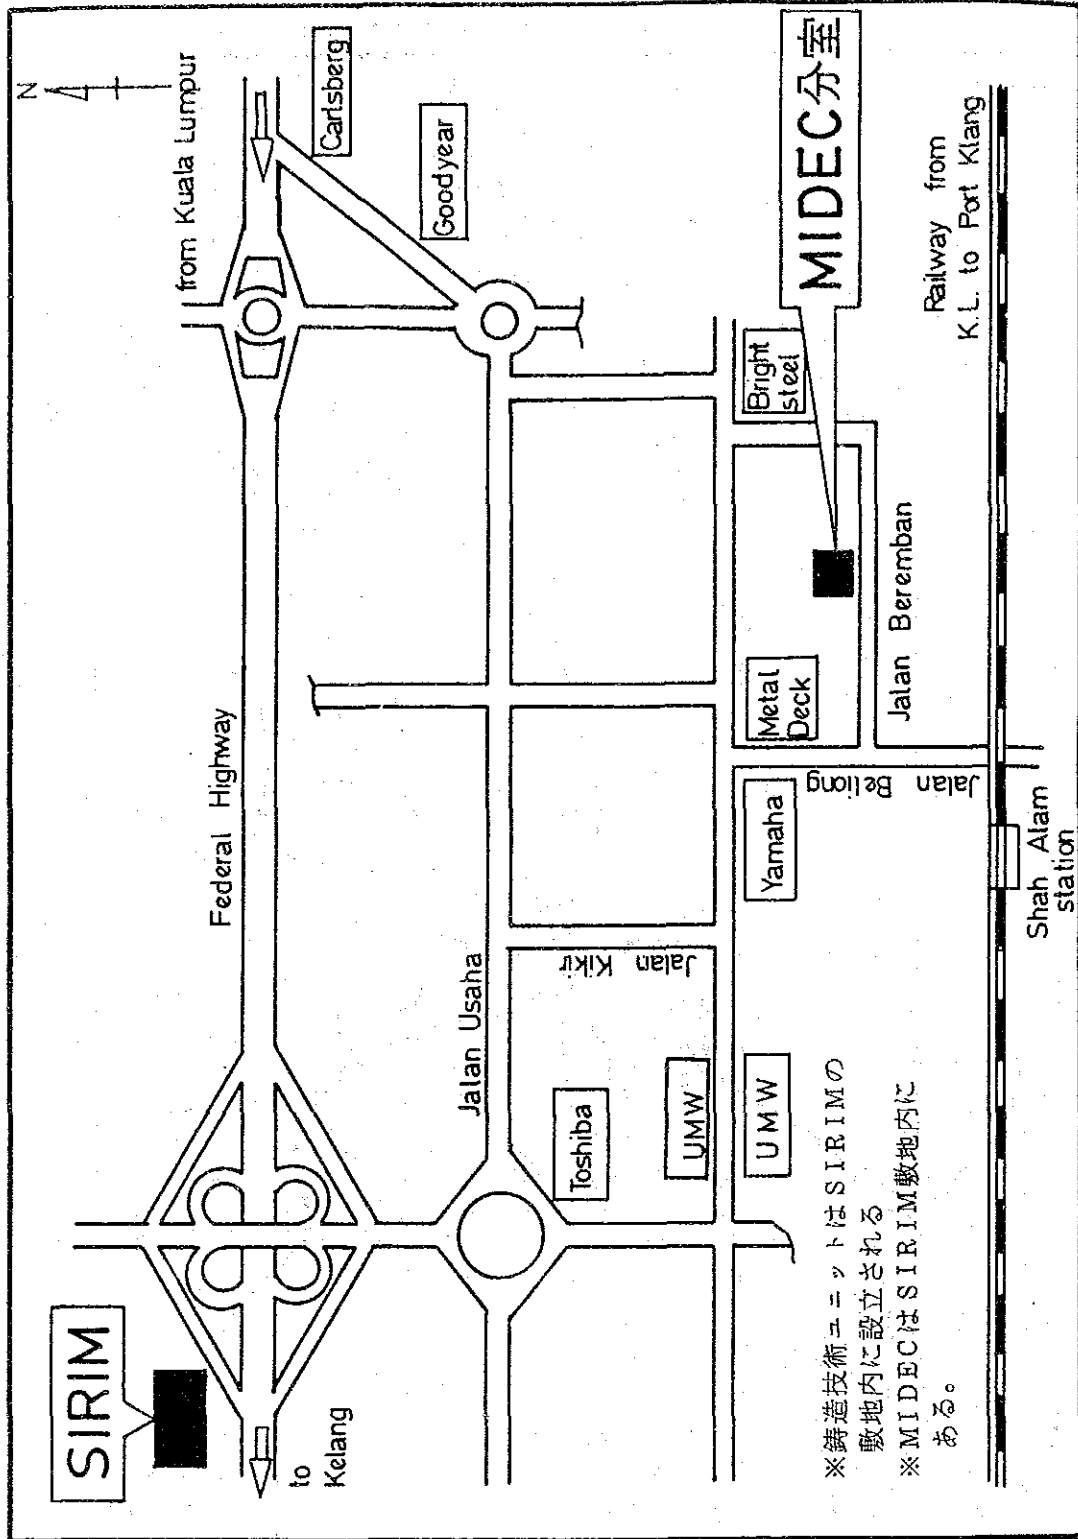 N
from Kuala Lumpur
Carlsberg
Goodyear
Federal Highway
SIRIM
to
Kelang
Jalan Usaha
Toshiba
Jalan Kikir
UMW
UMW
Yamaha
Metal
Deck
Bright
steel
MIDEC分室
Jalan Beliong
Jalan Beremban
Railway from
K.L. to Port Klang
Shah Alam
station
※鋳造技術ユニットはSIRIMの
敷地内に設立される
※MIDECはSIRIM敷地内に
ある。